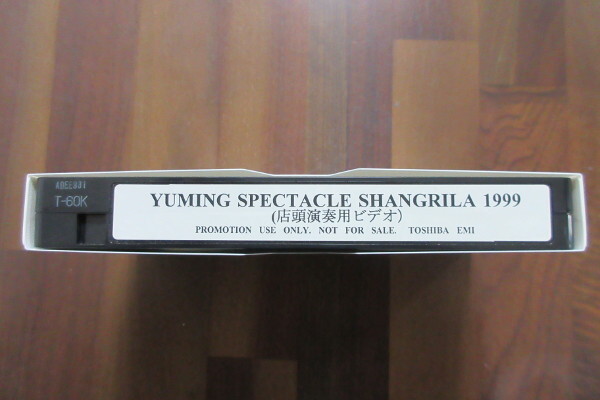 A8EE991
T-60K
YUMING SPECTACLE SHANGRILA 1999
(店頭演奏用ビデオ)
PROMOTION USE ONLY. NOT FOR SALE. TOSHIBA EMI